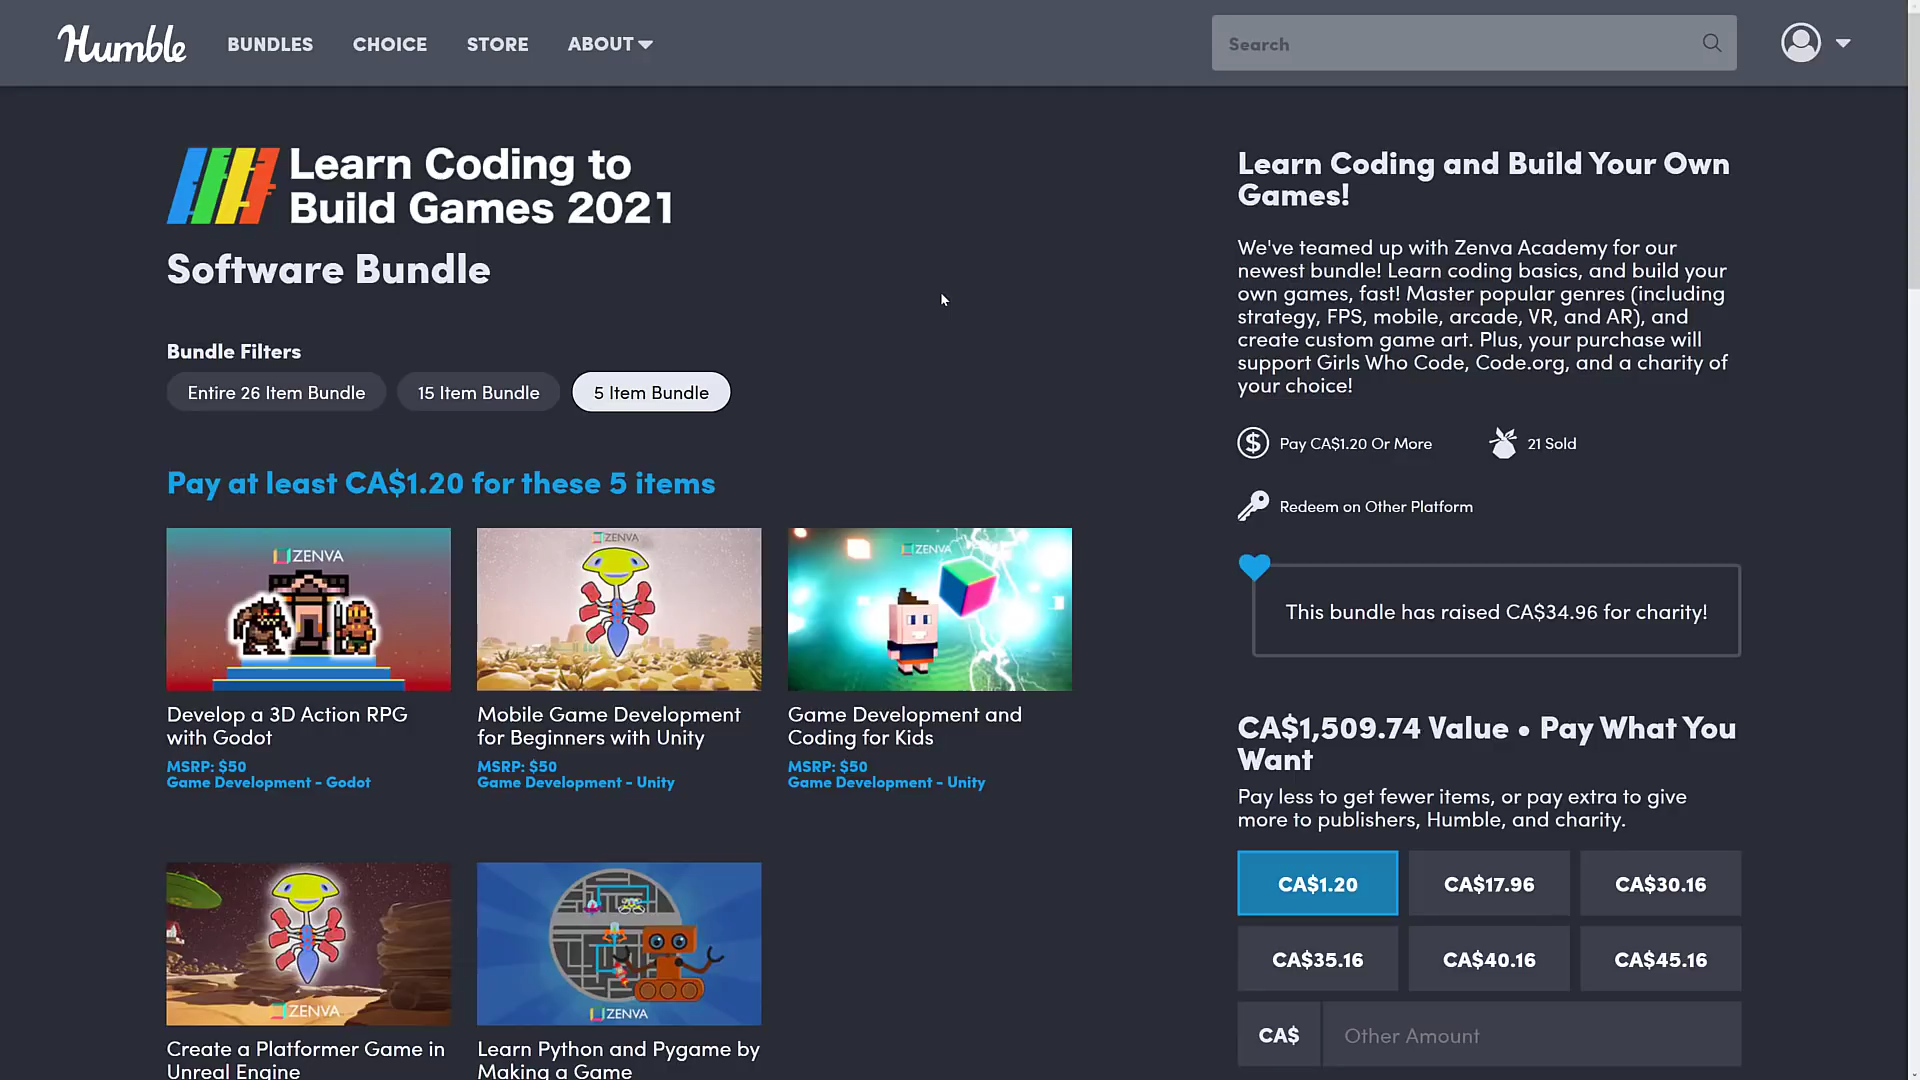 Humble
BUNDLES
CHOICE
STORE
ABOUT
Search
Learn Coding to
Build Games 2021
Software Bundle
Bundle Filters
Entire 26 Item Bundle
15 Item Bundle
5 Item Bundle
Pay at least CA$1.20 for these 5 items
ZENVA
Develop a 3D Action RPG
with Godot
MSRP: $50
Game Development - Godot
ZENVA
Mobile Game Development
for Beginners with Unity
MSRP: $50
Game Development - Unity
ZENVA
Game Development and
Coding for Kids
MSRP: $50
Game Development - Unity
ZENVA
Create a Platformer Game in
Unreal Engine
ZENVA
Learn Python and Pygame by
Making a Game
Learn Coding and Build Your Own
Games!
We've teamed up with Zenva Academy for our
newest bundle! Learn coding basics, and build your
own games, fast! Master popular genres (including
strategy, FPS, mobile, arcade, VR, and AR), and
create custom game art. Plus, your purchase will
support Girls Who Code, Code.org, and a charity of
your choice!
$
Pay CA$1.20 Or More
21 Sold
Redeem on Other Platform
This bundle has raised CA$34.96 for charity!
CA$1,509.74 Value • Pay What You
Want
Pay less to get fewer items, or pay extra to give
more to publishers, Humble, and charity.
CA$1.20
CA$17.96
CA$30.16
CA$35.16
CA$40.16
CA$45.16
CA$
Other Amount